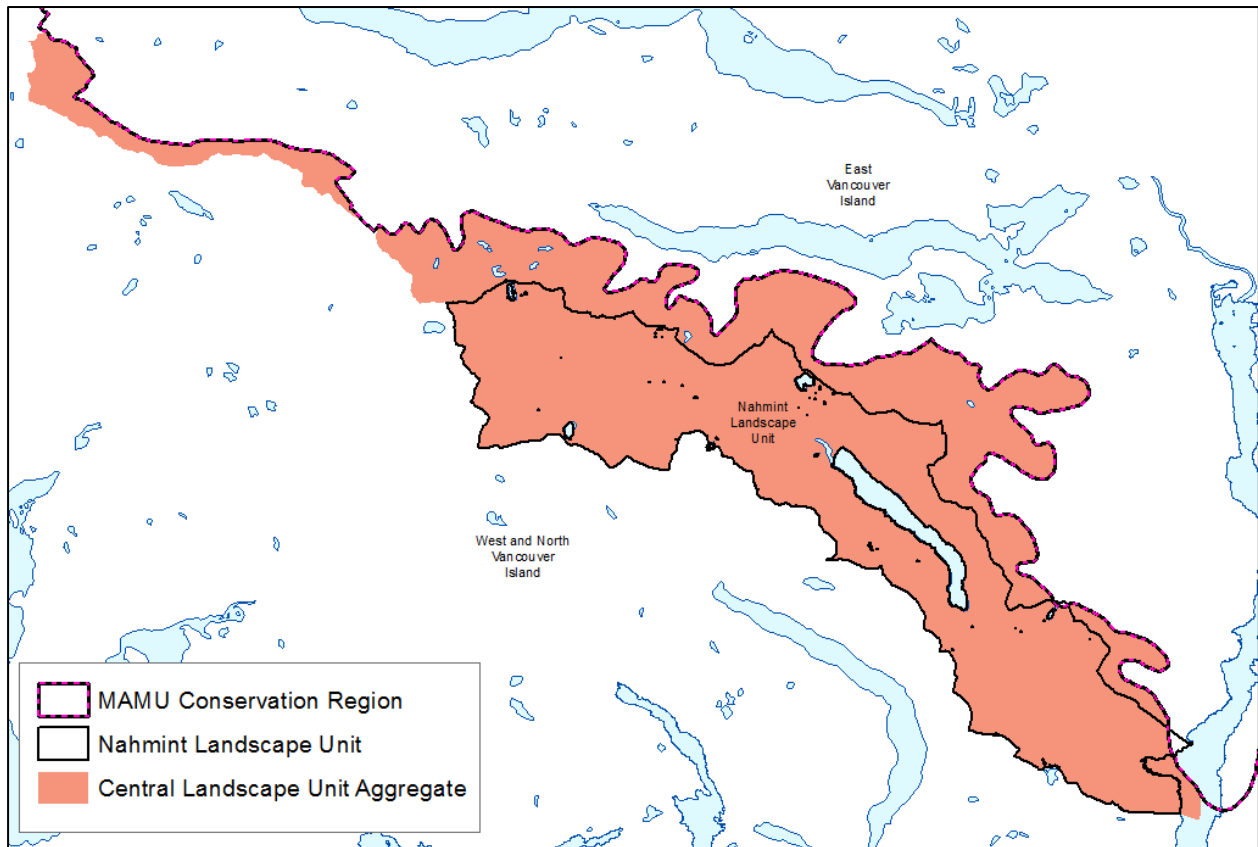 East
Vancouver
Island
Nahmint
Landscape
Unit
West and North
Vancouver
Island
MAMU Conservation Region
Nahmint Landscape Unit
Central Landscape Unit Aggregate